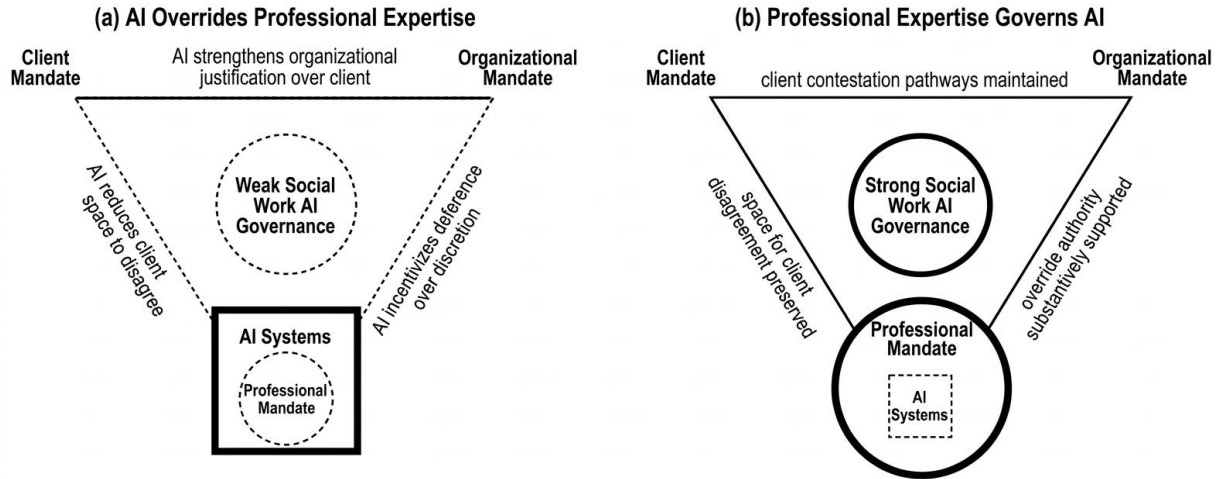 (a) AI Overrides Professional Expertise
Client
Mandate
AI strengthens organizational
justification over client
Organizational
Mandate
AI reduces client
space to disagree
Weak Social
Work AI
Governance
AI incentivizes deference
over discretion
AI Systems
Professional
Mandate
(b) Professional Expertise Governs AI
Client
Mandate
client contestation pathways maintained
Organizational
Mandate
space for client
disagreement preserved
Strong Social
Work AI
Governance
override authority
substantively supported
Professional
Mandate
AI
Systems